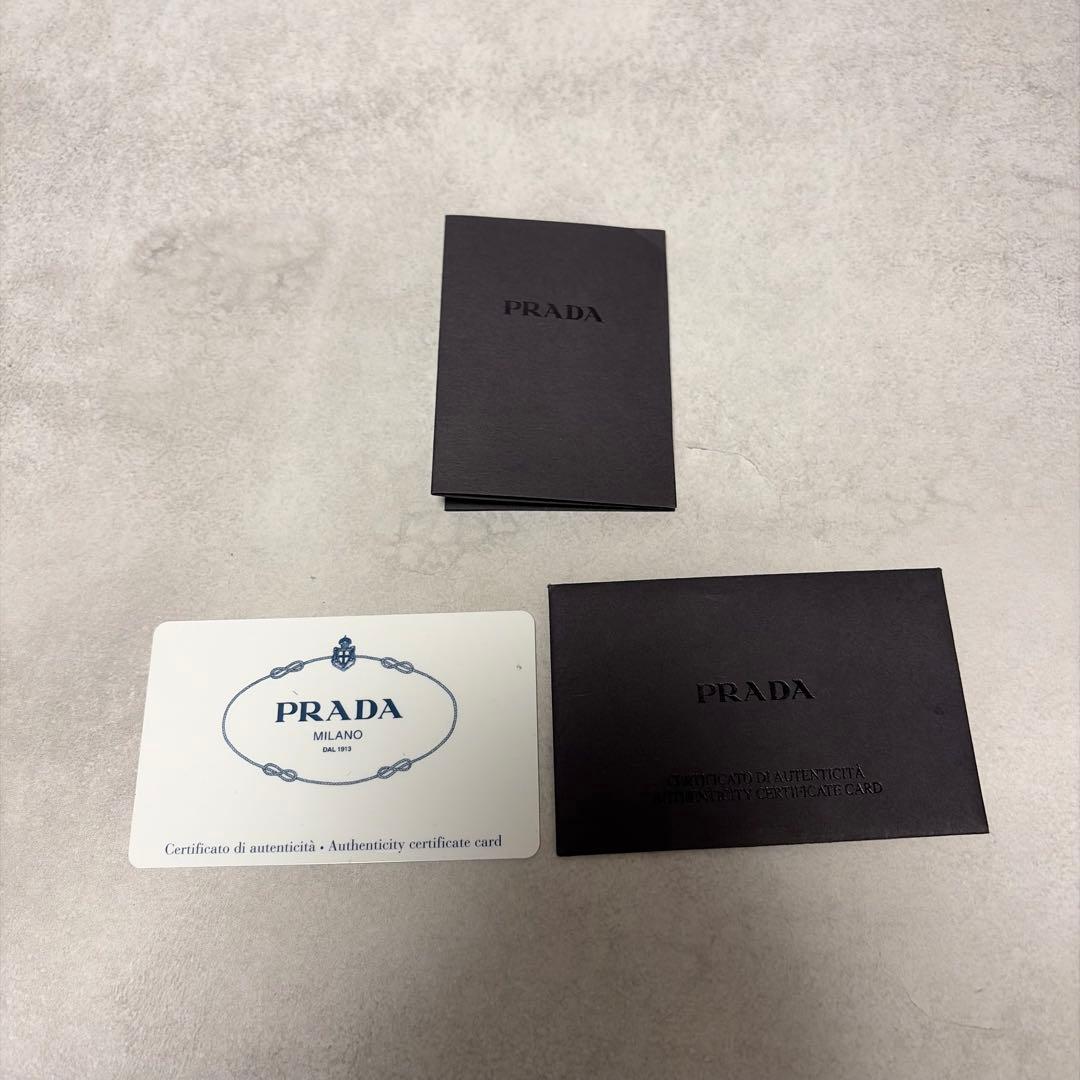 PRADA
PRADA
MILANO
DAL 1913
Certificato di autenticità • Authenticity certificate card
PRADA
CERTIFICATO DI AUTENTICITÀ
AUTHENTICITY CERTIFICATE CARD